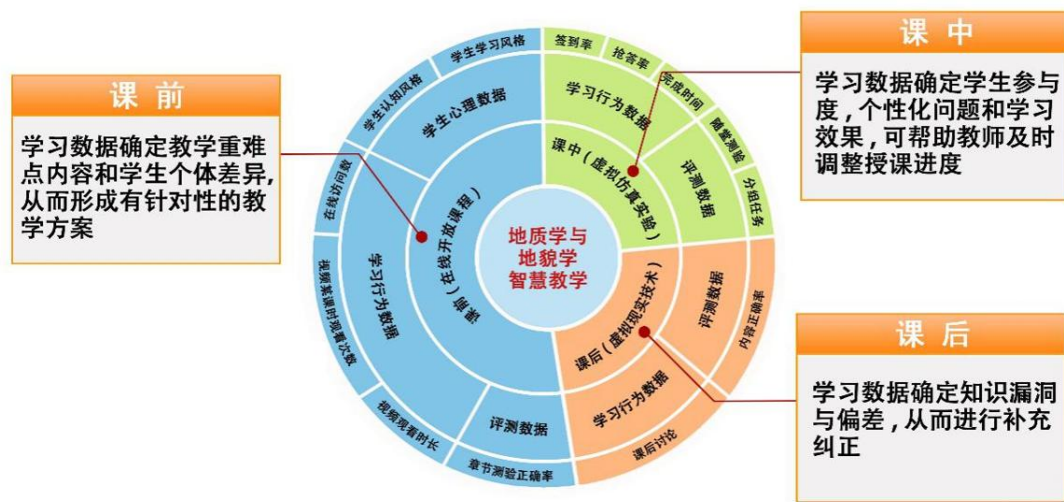 课 前
学习数据确定教学重难
点内容和学生个体差异,
从而形成有针对性的教
学方案
课 中
学习数据确定学生参与
度,个性化问题和学习
效果,可帮助教师及时
调整授课进度
课 后
学习数据确定知识漏洞
与偏差,从而进行补充
纠正
地质学与
地貌学
智慧教学
课前(在线开放课程)
学生心理数据
学生学习风格
学生认知风格
学习行为数据
在线访问数
视频某课时观看次数
视频观看时长
评测数据
章节测验正确率
课中(虚拟仿真实验)
学习行为数据
签到率
抢答率
完成时间
评测数据
随堂测验
分组任务
课后(虚拟现实技术)
评测数据
内容正确率
学习行为数据
课后讨论